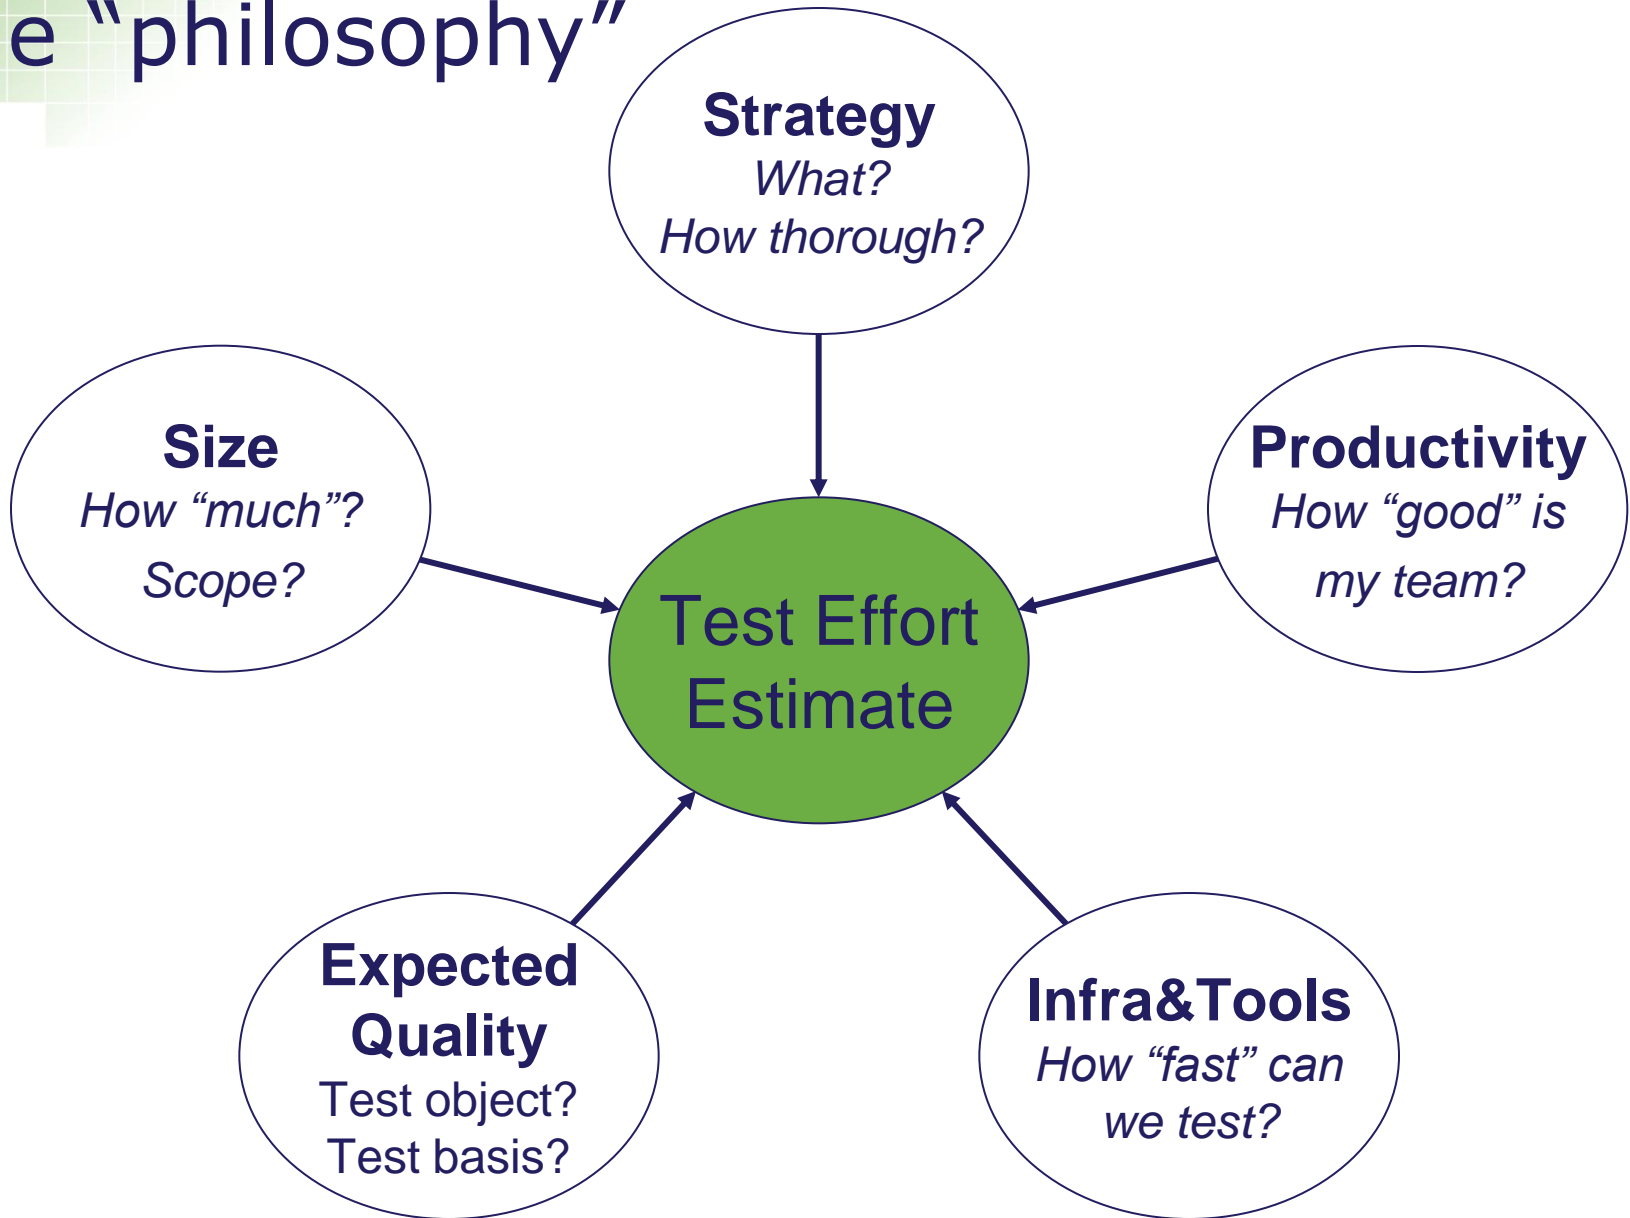 e “philosophy”
Strategy
What?
How thorough?
Size
How “much”?
Scope?
Productivity
How “good” is
my team?
Test Effort
Estimate
Expected
Quality
Test object?
Test basis?
Infra&Tools
How “fast” can
we test?